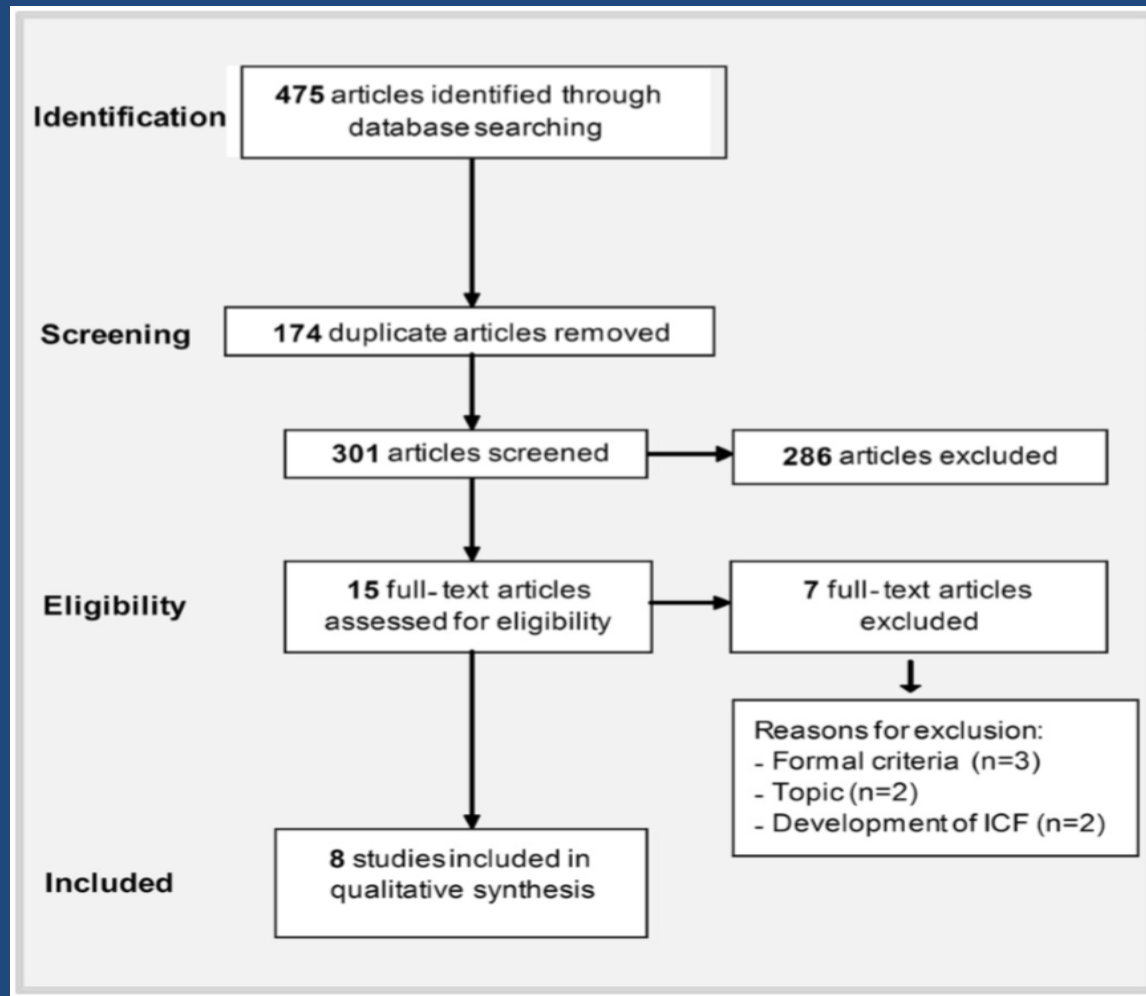 Identification
475 articles identified through
database searching
Screening
174 duplicate articles removed
301 articles screened
286 articles excluded
Eligibility
15 full-text articles
assessed for eligibility
7 full-text articles
excluded
Reasons for exclusion:
- Formal criteria (n=3)
- Topic (n=2)
- Development of ICF (n=2)
Included
8 studies included in
qualitative synthesis